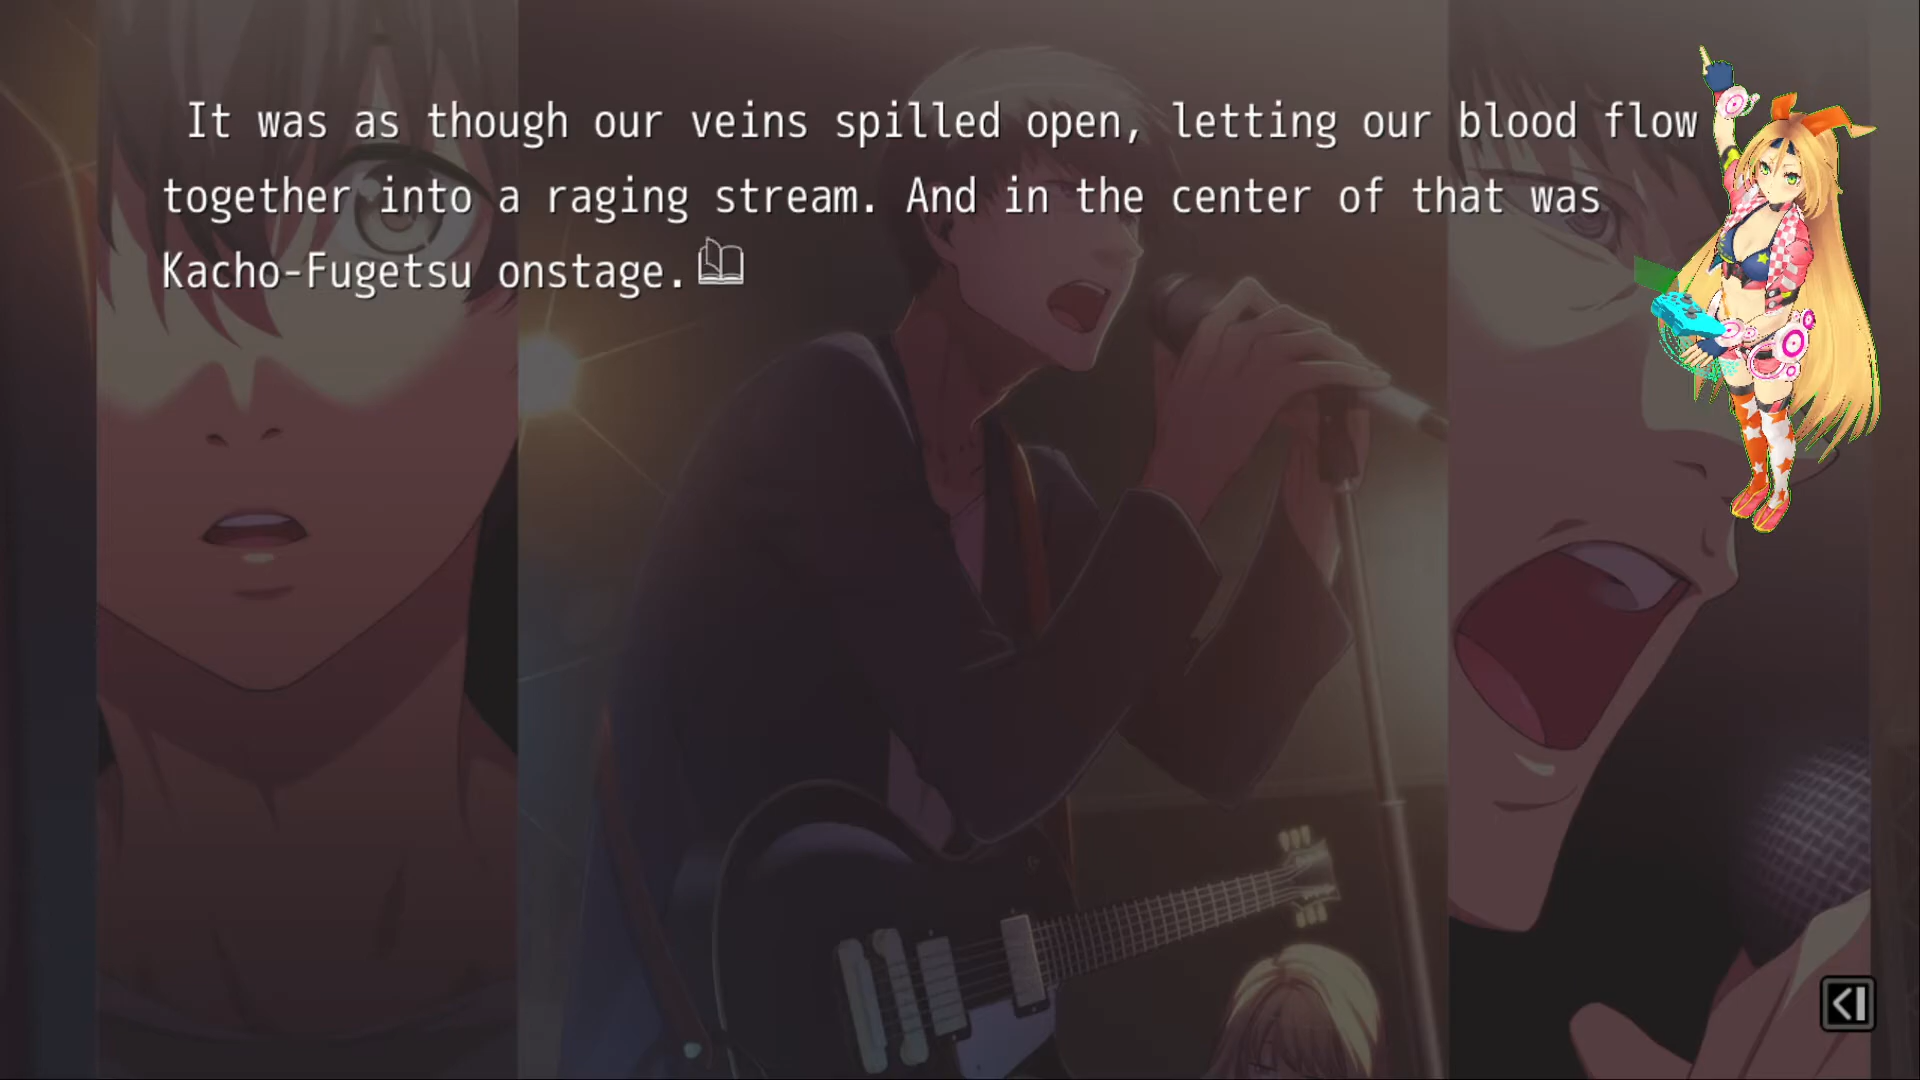 It was as though our veins spilled open, letting our blood flow
together into a raging stream. And in the center of that was
Kacho-Fugetsu onstage.